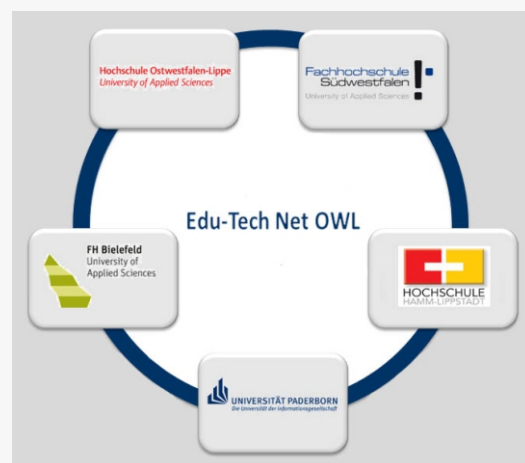 Hochschule Ostwestfalen-Lippe
University of Applied Sciences
Fachhochschule
Südwestfalen
University of Applied Sciences
Edu-Tech Net OWL
FH Bielefeld
University of
Applied Sciences
HOCHSCHULE
HAMM-LIPPSTADT
UNIVERSITÄT PADERBORN
Die Universität der Informationsgesellschaft